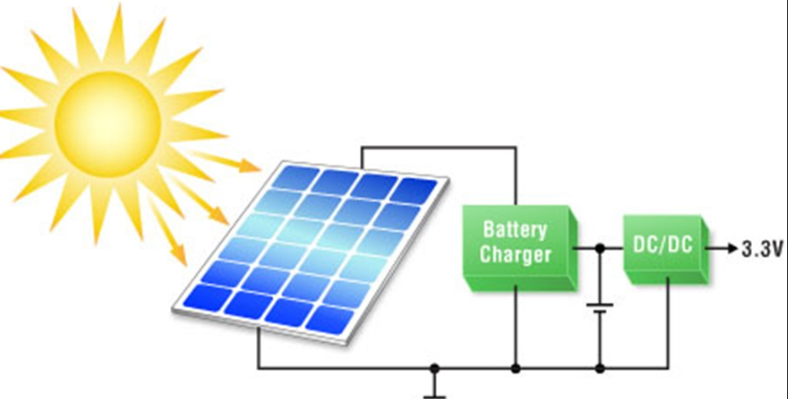 Battery
Charger
DC/DC
3.3V